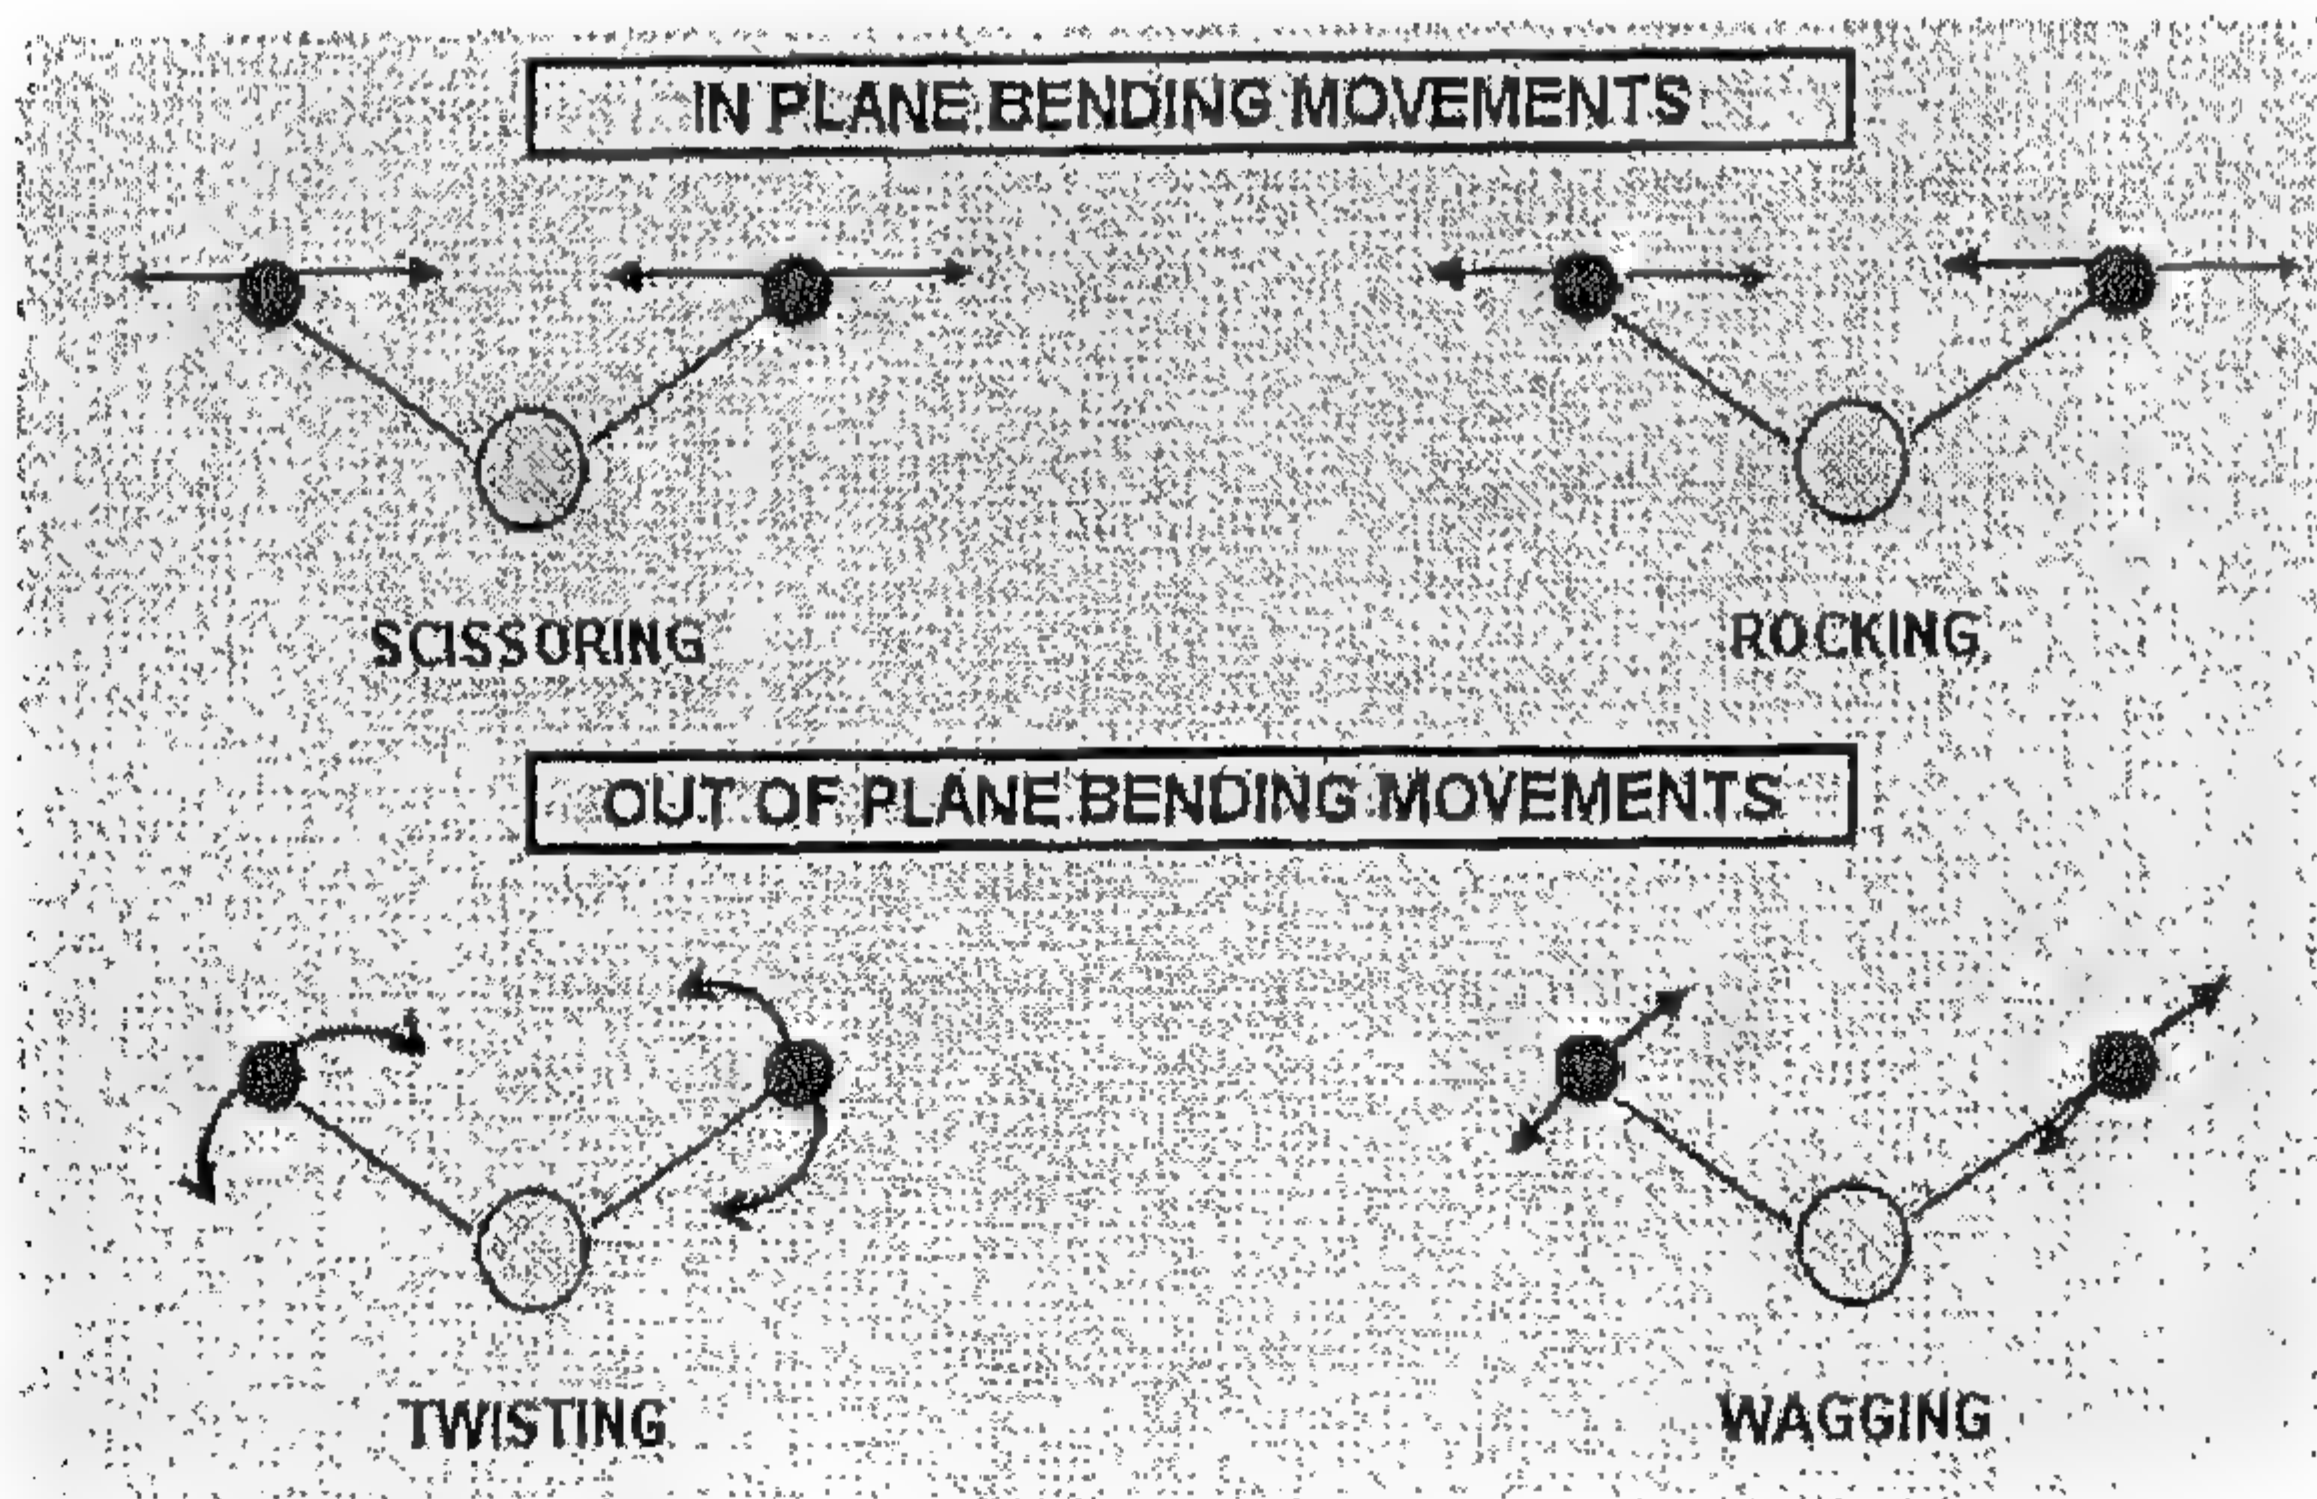 IN PLANE BENDING MOVEMENTS
SCISSORING
ROCKING
OUT OF PLANE BENDING MOVEMENTS
TWISTING
WAGGING